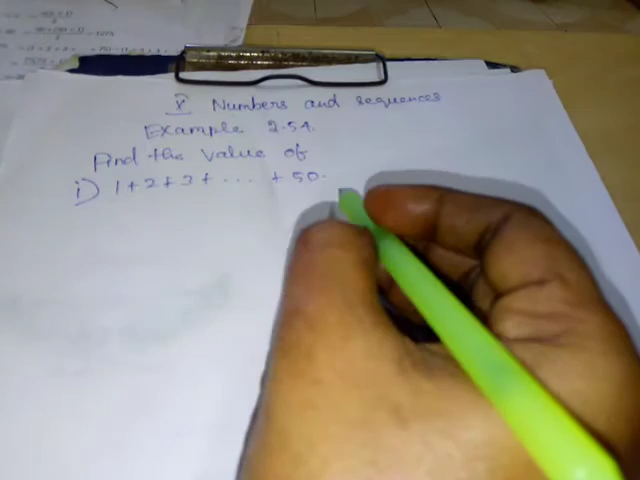 X Numbers and sequences
Example 2.54.
Find the value of
i) 1 + 2 + 3 + .... + 50.